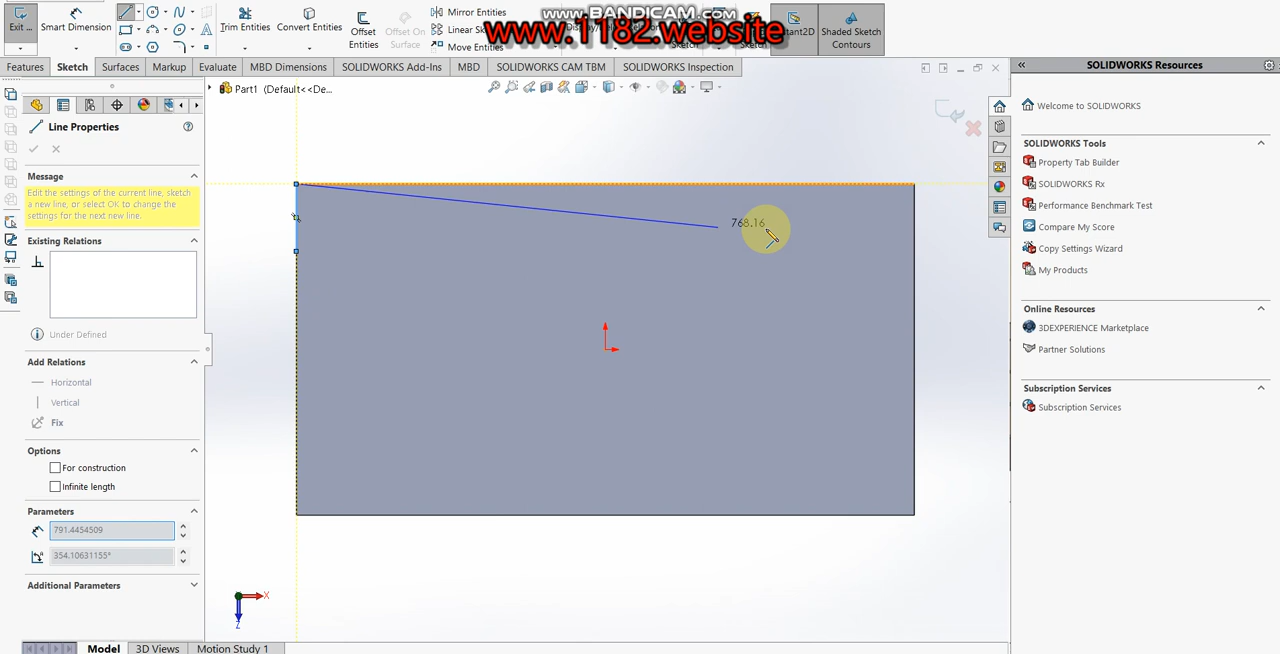 www.BANDICAM.com
www.1182.website
Exit ...
Smart Dimension
Trim Entities
Convert Entities
Offset Entities
Offset On Surface
Mirror Entities
Linear Sk
Move Entities
Instant2D
Shaded Sketch Contours
Features
Sketch
Surfaces
Markup
Evaluate
MBD Dimensions
SOLIDWORKS Add-Ins
MBD
SOLIDWORKS CAM TBM
SOLIDWORKS Inspection
Part1 (Default<<De...
Line Properties
Message
Edit the settings of the current line, sketch
a new line, or select OK to change the
settings for the next new line.
Existing Relations
Under Defined
Add Relations
Horizontal
Vertical
Fix
Options
For construction
Infinite length
Parameters
791.4454509
354.10631155°
Additional Parameters
768.16
X
Z
Model
3D Views
Motion Study 1
SOLIDWORKS Resources
Welcome to SOLIDWORKS
SOLIDWORKS Tools
Property Tab Builder
SOLIDWORKS Rx
Performance Benchmark Test
Compare My Score
Copy Settings Wizard
My Products
Online Resources
3DEXPERIENCE Marketplace
Partner Solutions
Subscription Services
Subscription Services